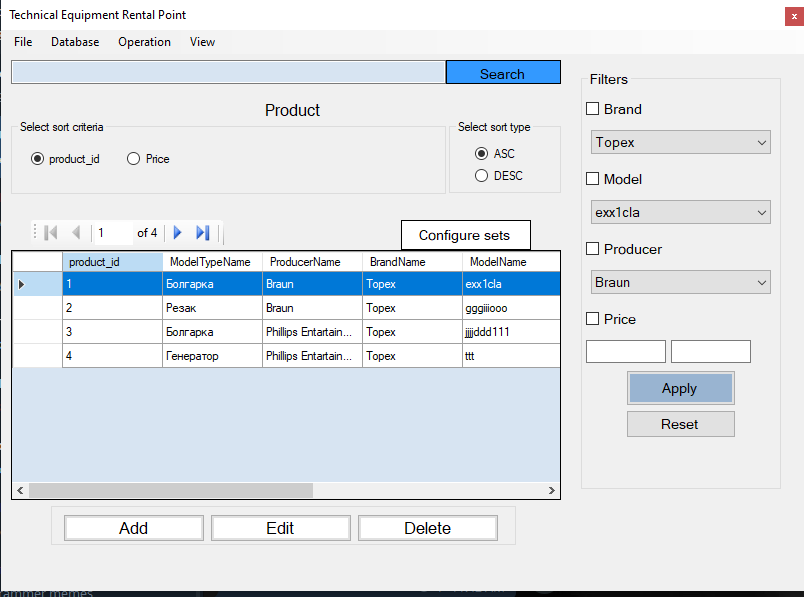 Technical Equipment Rental Point
x
File Database Operation View
Search
Product
Select sort criteria
product_id Price
Select sort type
ASC
DESC
1 of 4
Configure sets
product_id ModelTypeName ProducerName BrandName ModelName
1 Болгарка Braun Topex exx1cla
2 Резак Braun Topex gggiiiooo
3 Болгарка Phillips Entartain... Topex jjjjddd111
4 Генератор Phillips Entartain... Topex ttt
Add Edit Delete
Filters
Brand
Topex
Model
exx1cla
Producer
Braun
Price
Apply
Reset
ammer memes